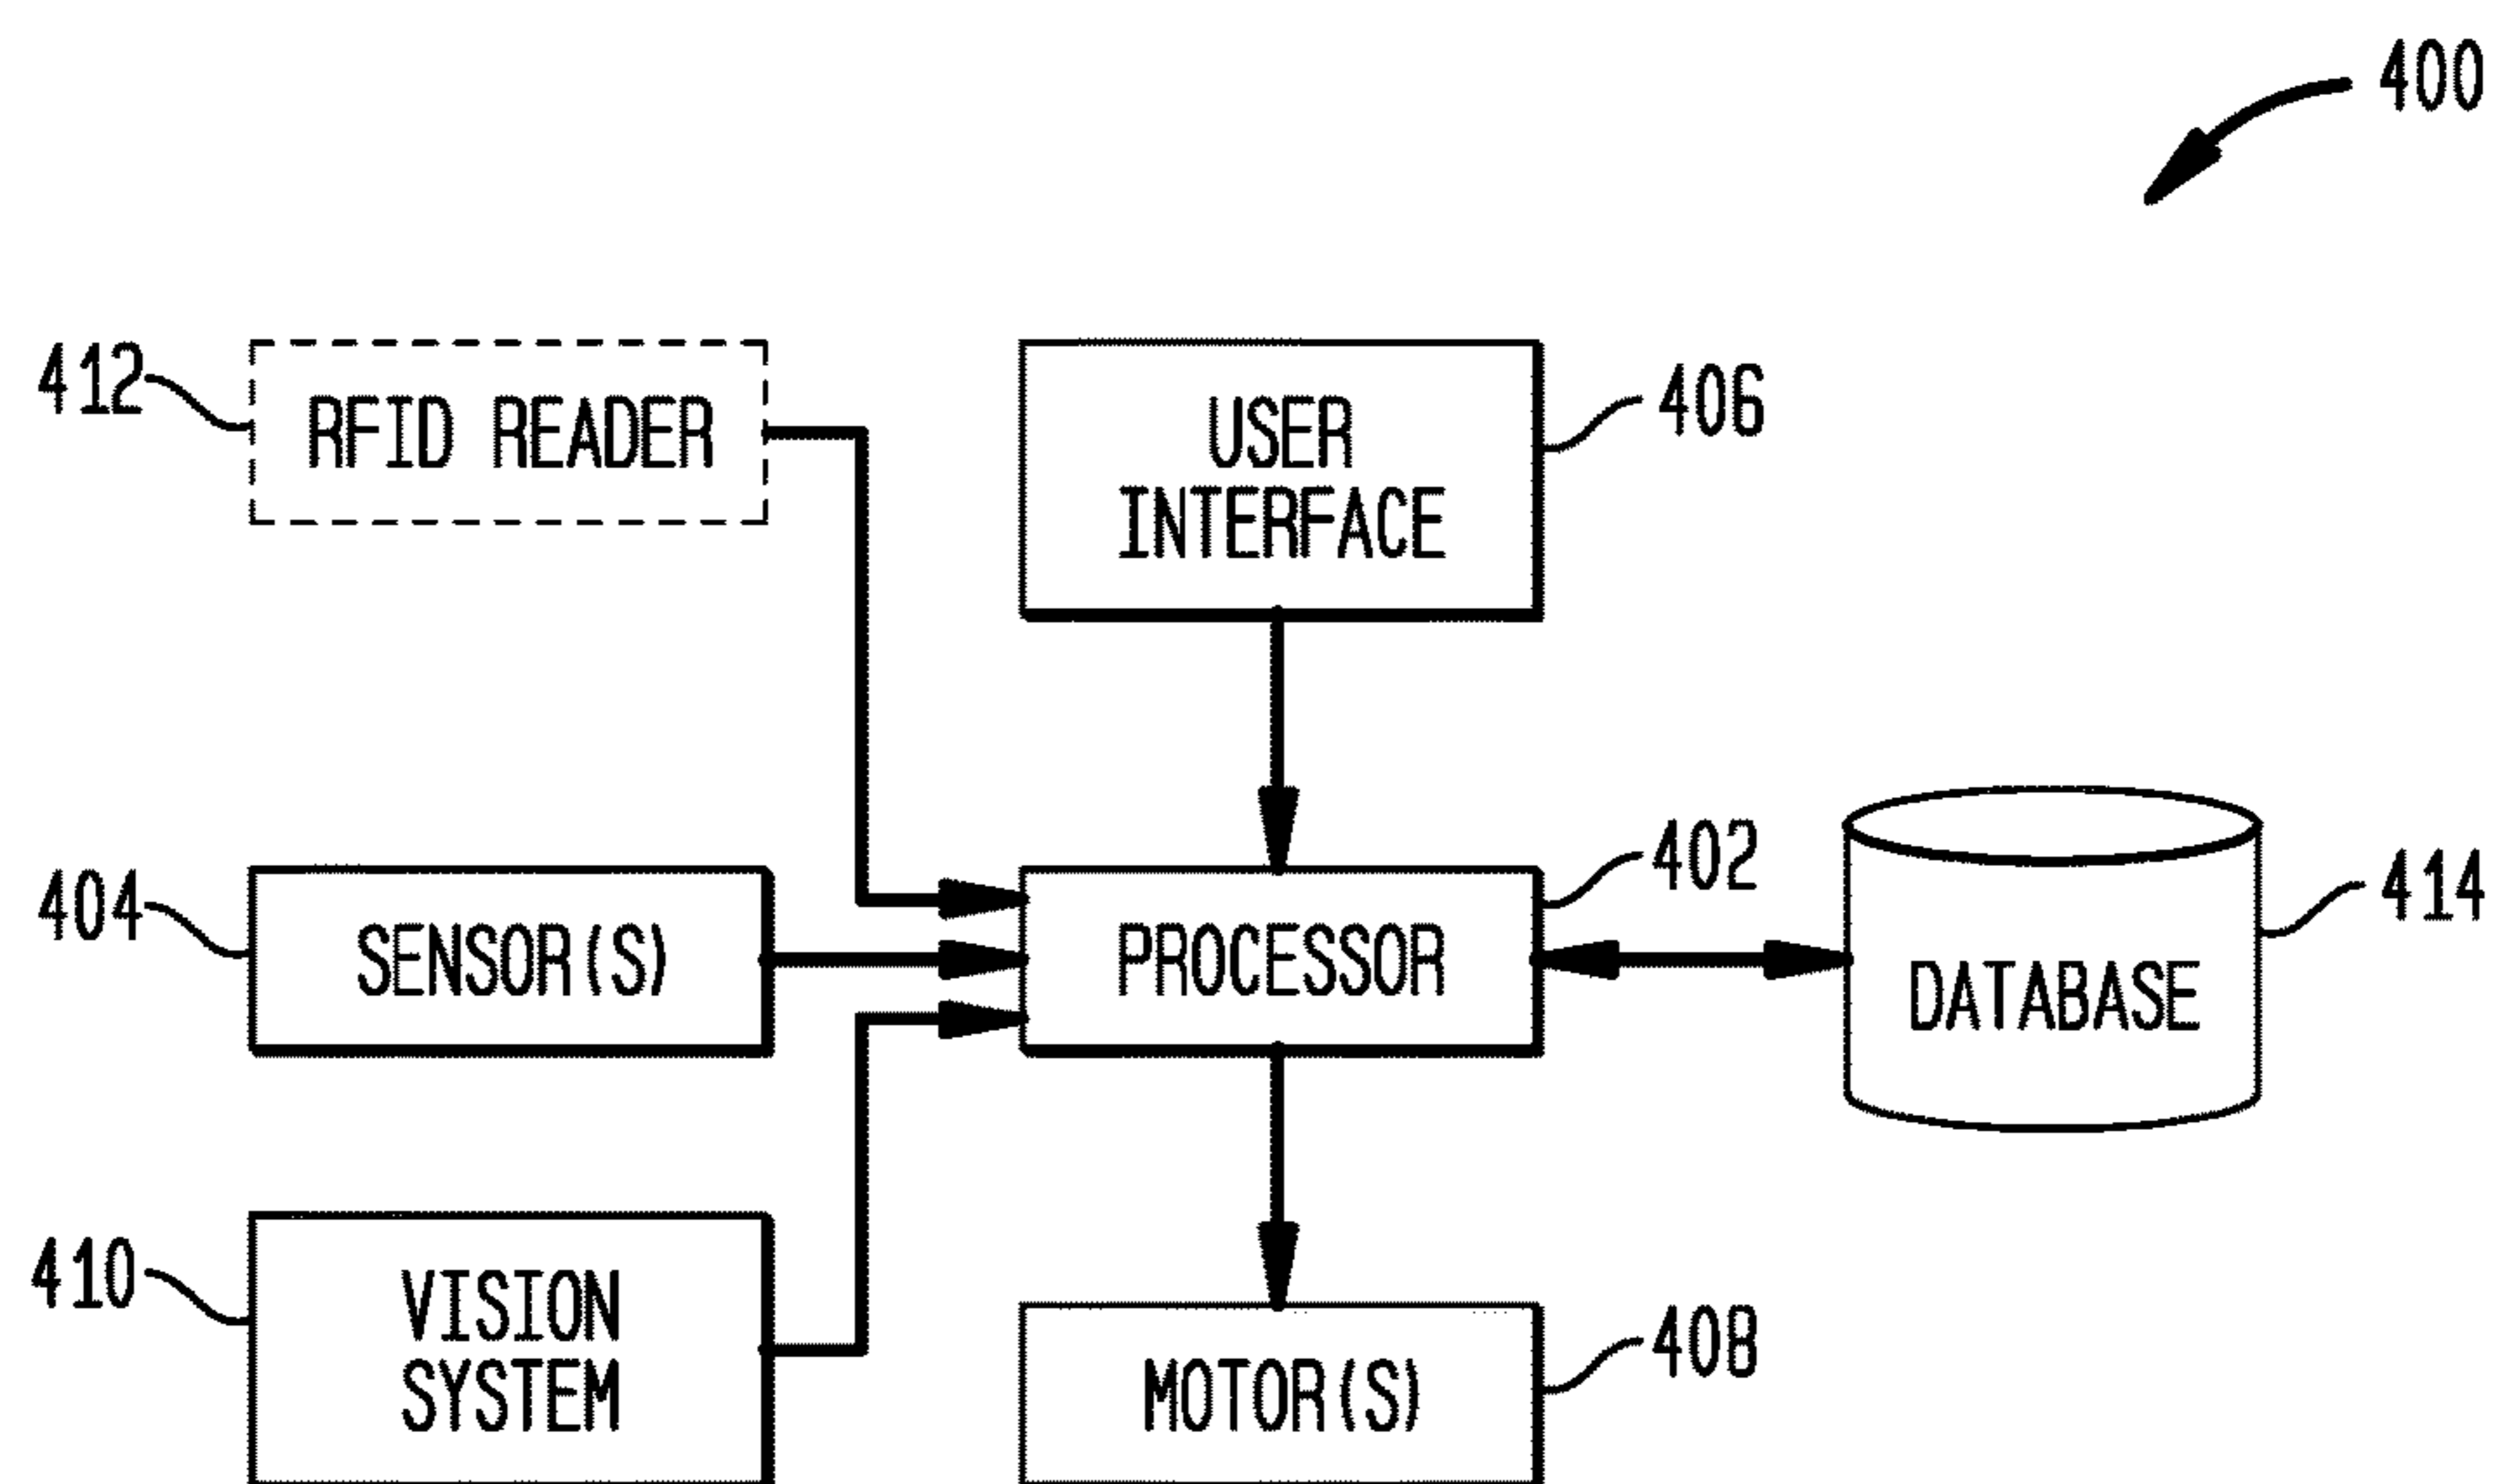 400
412
RFID READER
USER
INTERFACE
406
404
SENSOR(S)
PROCESSOR
402
DATABASE
414
410
VISION
SYSTEM
MOTOR(S)
408